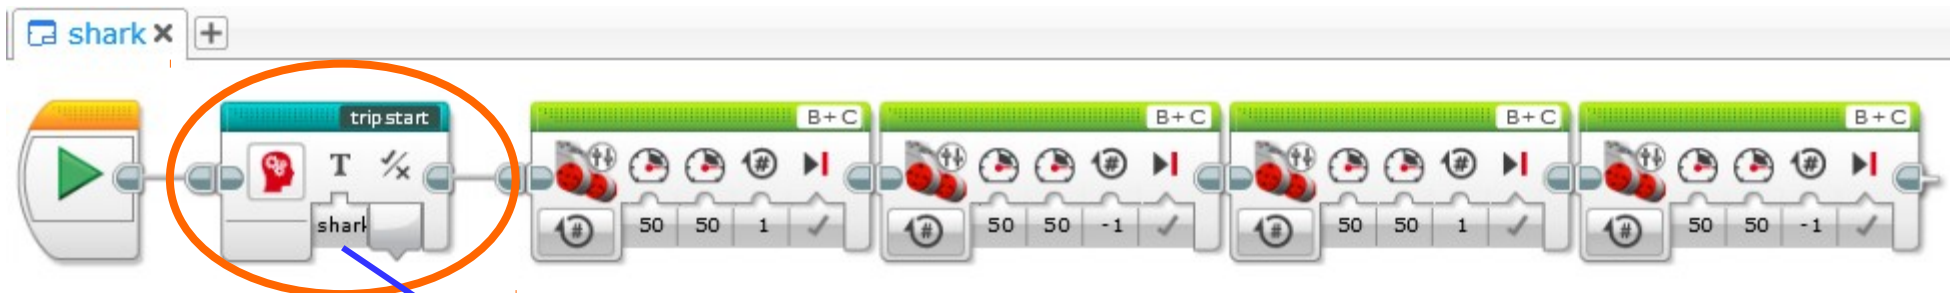 shark
trip start B+C B+C B+C B+C
T # # # #
shark # 50 50 1 # 50 50 -1 # 50 50 1 # 50 50 -1